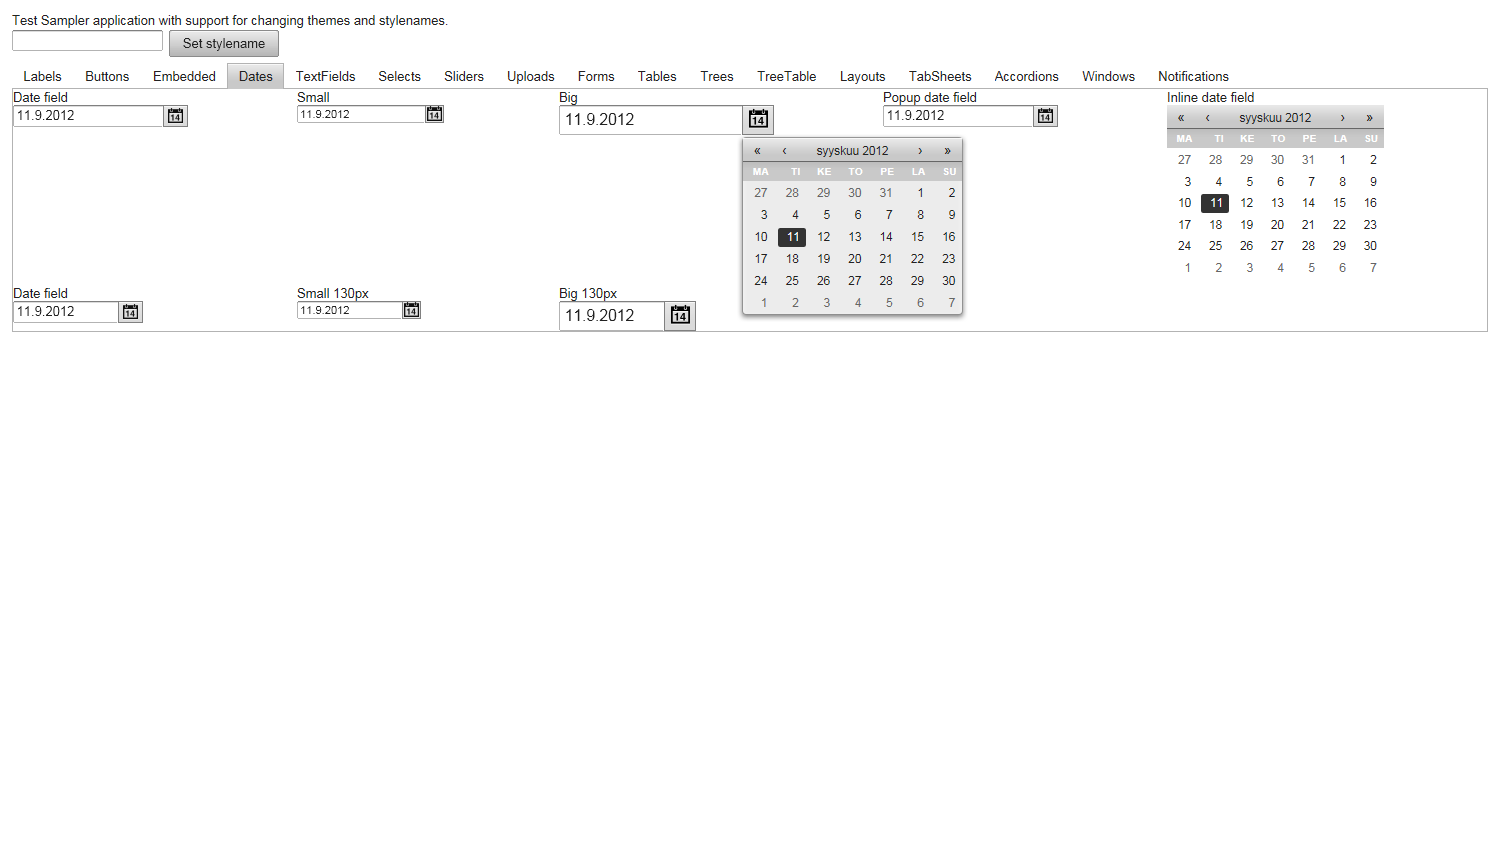 Test Sampler application with support for changing themes and stylenames.
Set stylename
Labels Buttons Embedded Dates TextFields Selects Sliders Uploads Forms Tables Trees TreeTable Layouts TabSheets Accordions Windows Notifications
Date field Small Big Popup date field Inline date field
11.9.2012 14 11.9.2012 14 11.9.2012 14 11.9.2012 14
« ‹ syyskuu 2012 › »
MA TI KE TO PE LA SU
27 28 29 30 31 1 2
3 4 5 6 7 8 9
10 11 12 13 14 15 16
17 18 19 20 21 22 23
24 25 26 27 28 29 30
1 2 3 4 5 6 7
« ‹ syyskuu 2012 › »
MA TI KE TO PE LA SU
27 28 29 30 31 1 2
3 4 5 6 7 8 9
10 11 12 13 14 15 16
17 18 19 20 21 22 23
24 25 26 27 28 29 30
1 2 3 4 5 6 7
Date field Small 130px Big 130px
11.9.2012 14 11.9.2012 14 11.9.2012 14